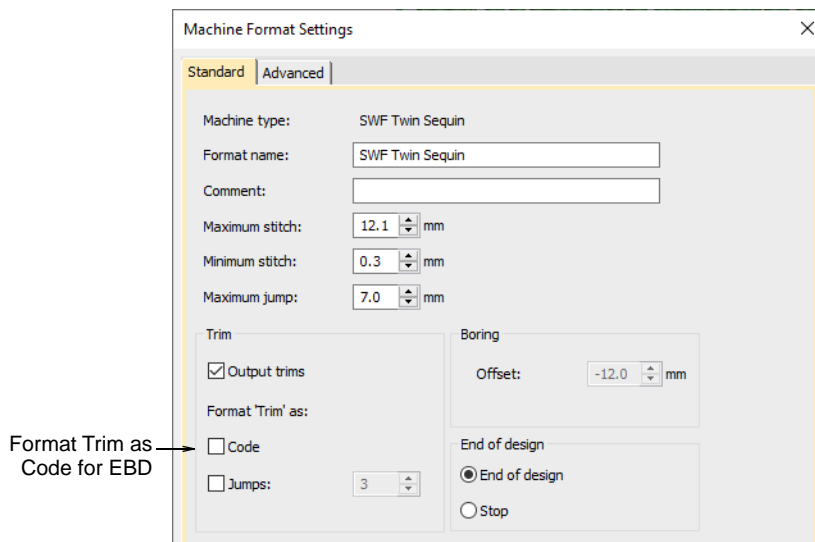 Machine Format Settings
Standard Advanced
Machine type: SWF Twin Sequin
Format name: SWF Twin Sequin
Comment:
Maximum stitch: 12.1 mm
Minimum stitch: 0.3 mm
Maximum jump: 7.0 mm
Trim
Output trims
Format 'Trim' as:
Code
Jumps: 3
Boring
Offset: -12.0 mm
End of design
End of design
Stop
Format Trim as
Code for EBD